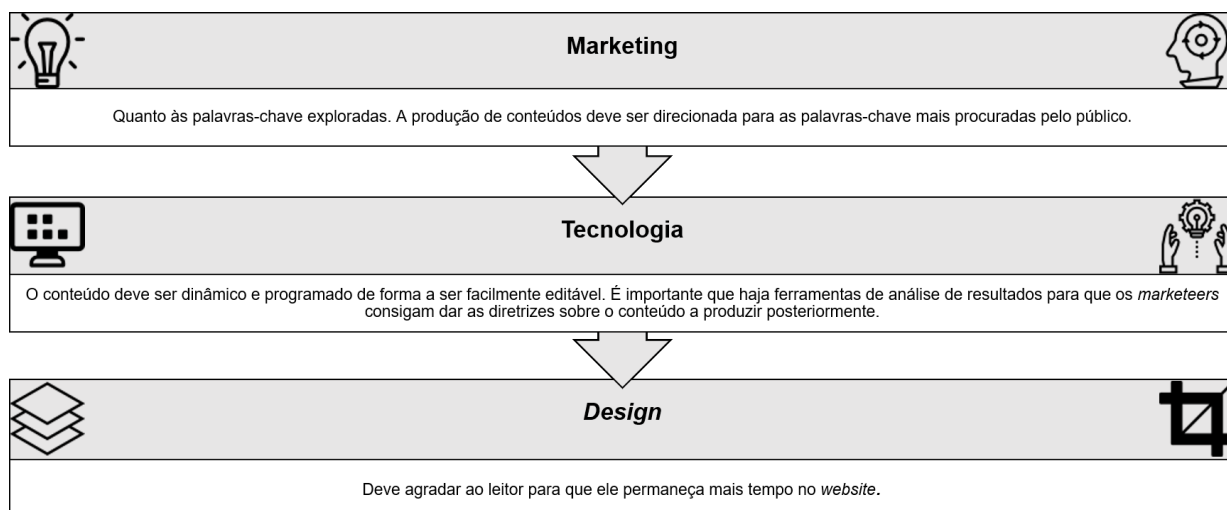 Marketing
Quanto às palavras-chave exploradas. A produção de conteúdos deve ser direcionada para as palavras-chave mais procuradas pelo público.
Tecnologia
O conteúdo deve ser dinâmico e programado de forma a ser facilmente editável. É importante que haja ferramentas de análise de resultados para que os marketeers
consigam dar as diretrizes sobre o conteúdo a produzir posteriormente.
Design
Deve agradar ao leitor para que ele permaneça mais tempo no website.